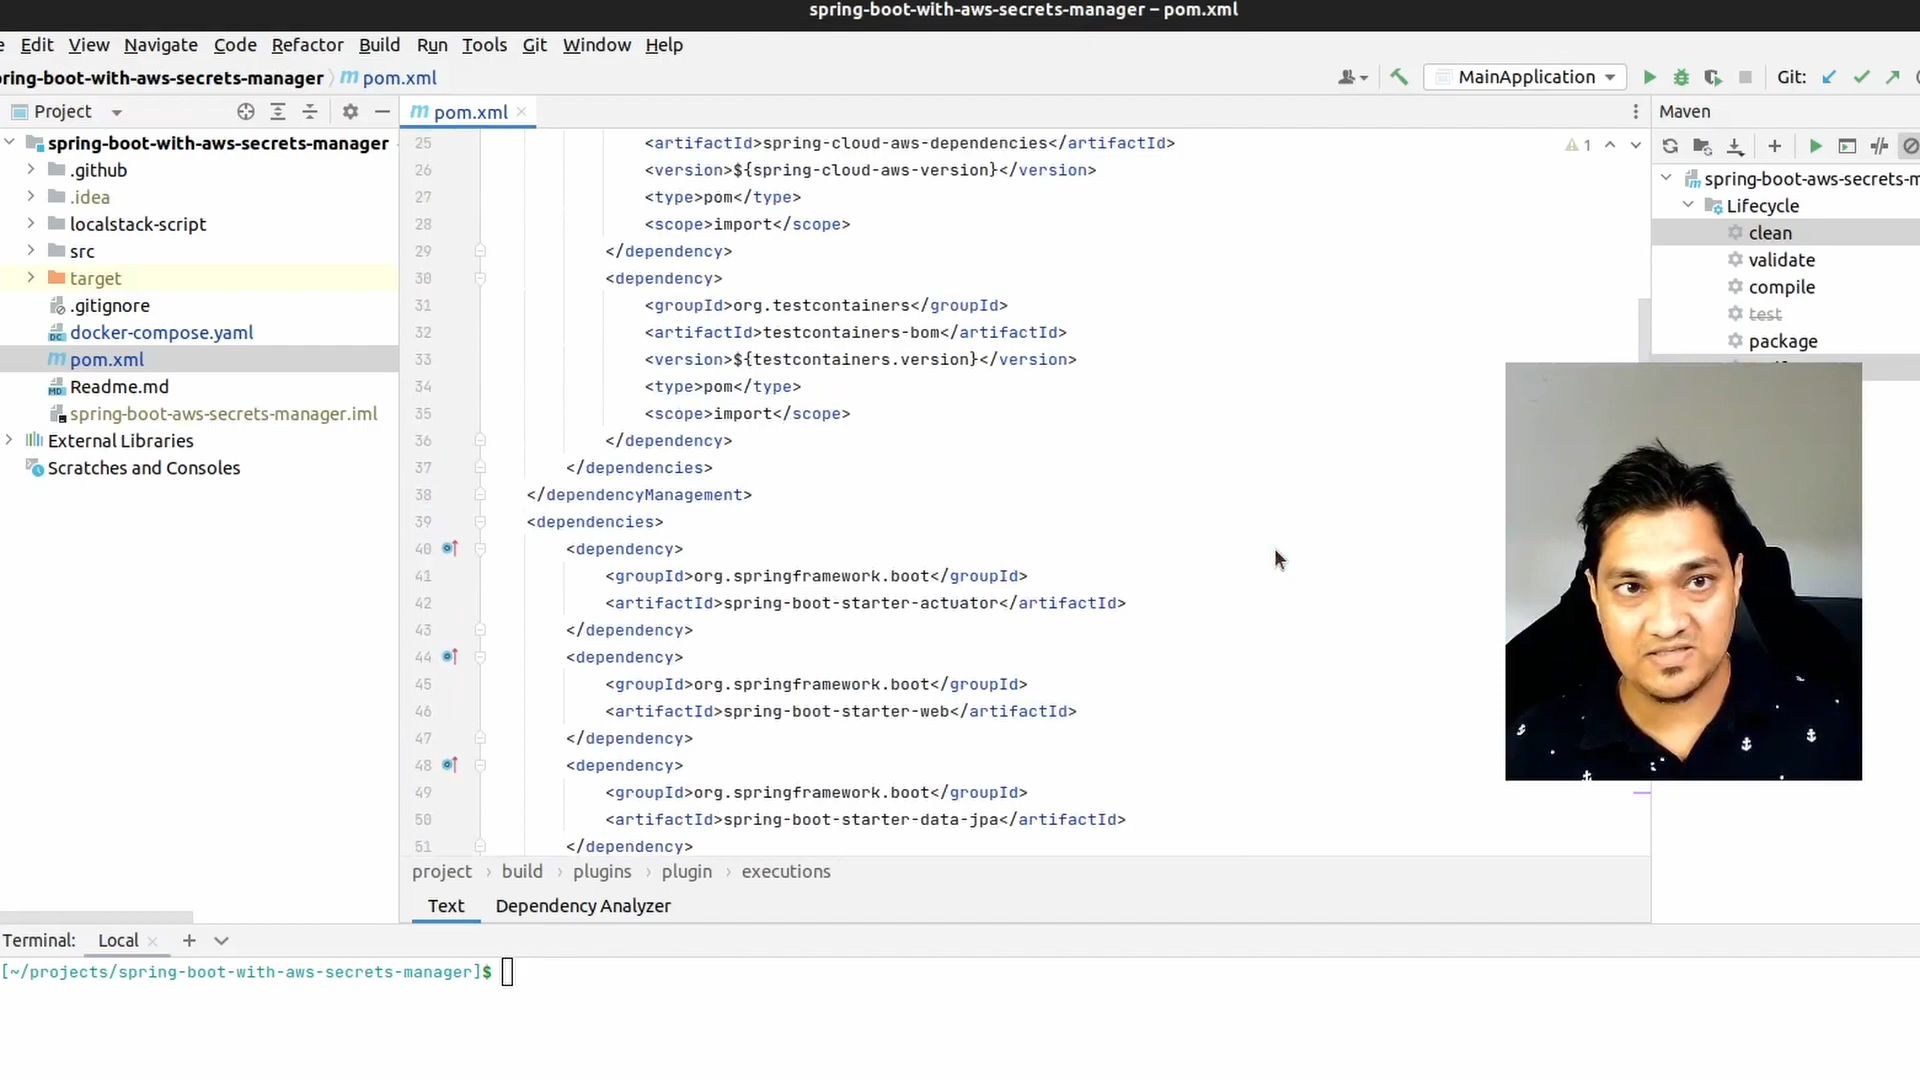 spring-boot-with-aws-secrets-manager – pom.xml
Edit View Navigate Code Refactor Build Run Tools Git Window Help
ring-boot-with-aws-secrets-manager pom.xml
MainApplication
Git:
Project
pom.xml
Maven
spring-boot-with-aws-secrets-manager
.github
.idea
localstack-script
src
target
.gitignore
docker-compose.yaml
pom.xml
Readme.md
spring-boot-aws-secrets-manager.iml
External Libraries
Scratches and Consoles
25 <artifactId>spring-cloud-aws-dependencies</artifactId>
26 <version>${spring-cloud-aws-version}</version>
27 <type>pom</type>
28 <scope>import</scope>
29 </dependency>
30 <dependency>
31 <groupId>org.testcontainers</groupId>
32 <artifactId>testcontainers-bom</artifactId>
33 <version>${testcontainers.version}</version>
34 <type>pom</type>
35 <scope>import</scope>
36 </dependency>
37 </dependencies>
38 </dependencyManagement>
39 <dependencies>
40 <dependency>
41 <groupId>org.springframework.boot</groupId>
42 <artifactId>spring-boot-starter-actuator</artifactId>
43 </dependency>
44 <dependency>
45 <groupId>org.springframework.boot</groupId>
46 <artifactId>spring-boot-starter-web</artifactId>
47 </dependency>
48 <dependency>
49 <groupId>org.springframework.boot</groupId>
50 <artifactId>spring-boot-starter-data-jpa</artifactId>
51 </dependency>
1
spring-boot-aws-secrets-m
Lifecycle
clean
validate
compile
test
package
project › build › plugins › plugin › executions
Text Dependency Analyzer
Terminal: Local
[~/projects/spring-boot-with-aws-secrets-manager]$